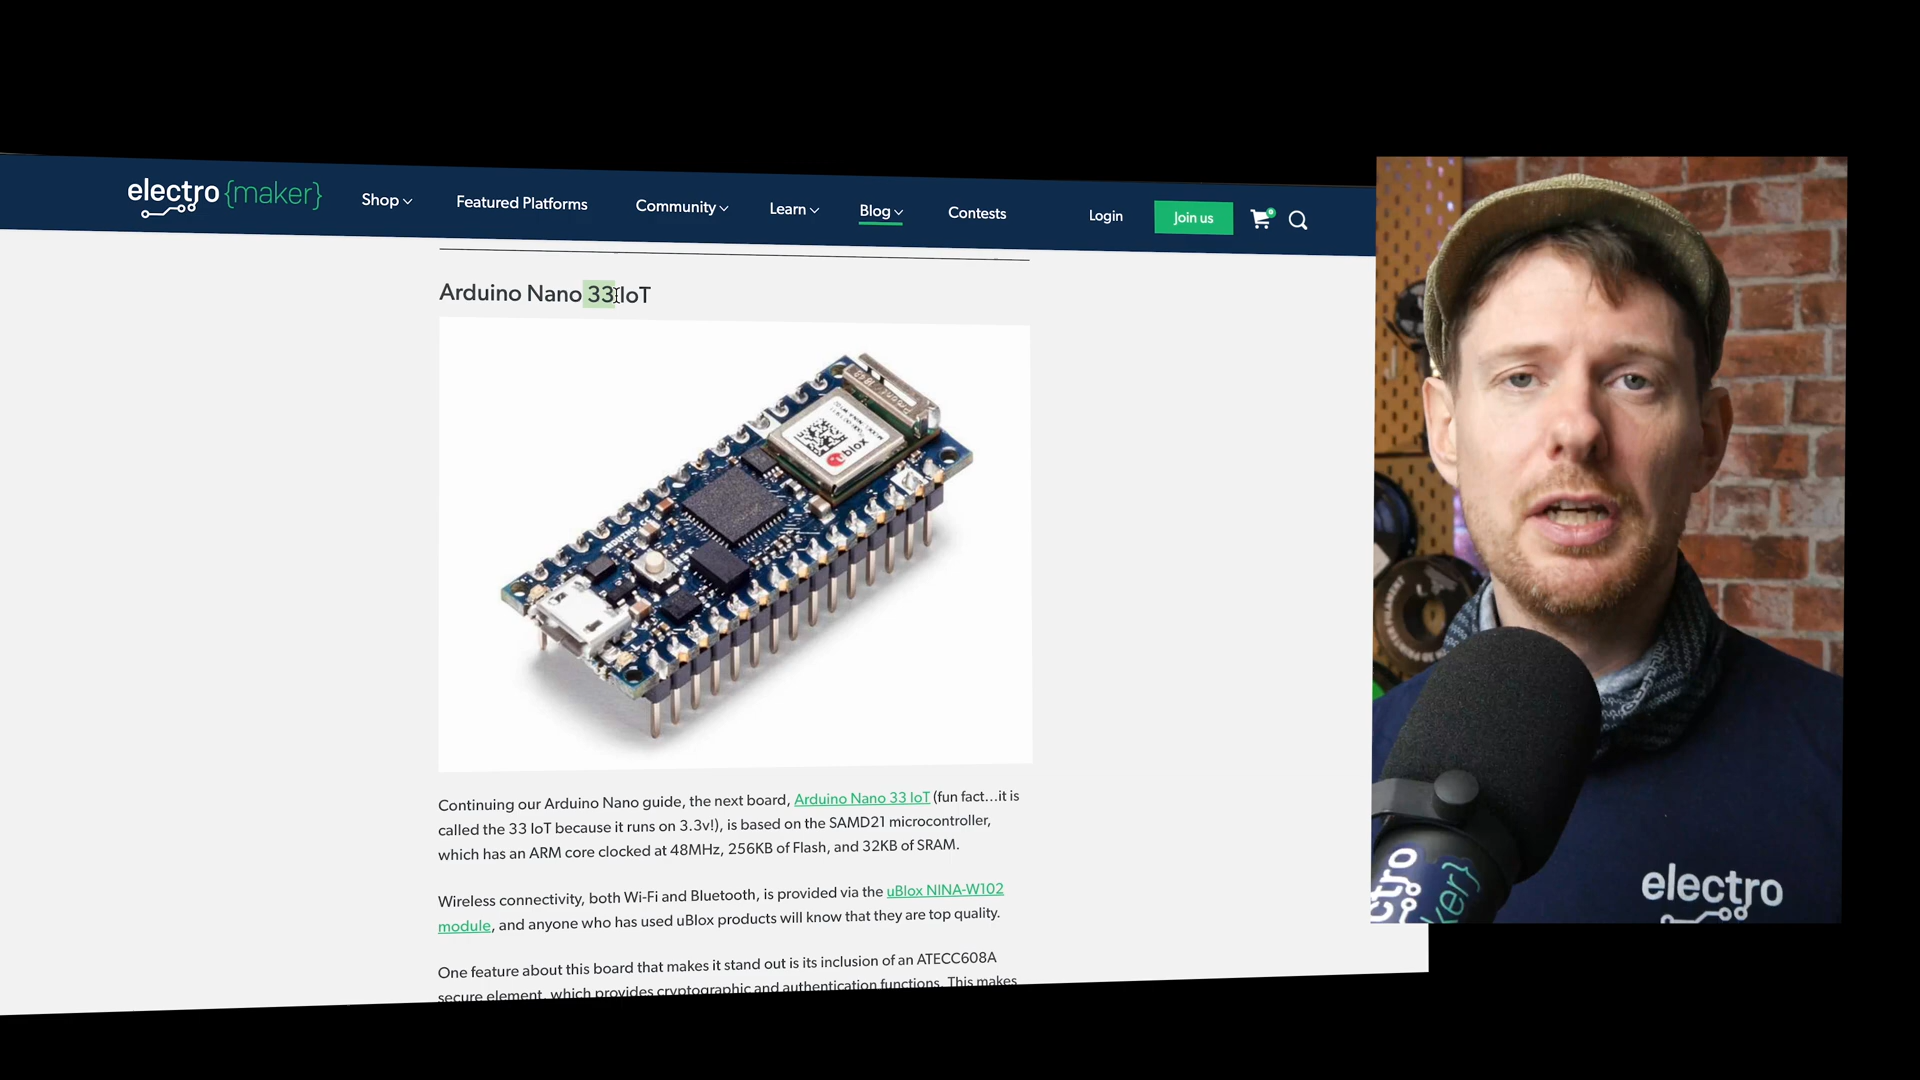 electro {maker}
Shop
Featured Platforms
Community
Learn
Blog
Contests
Login
Join us
0
Arduino Nano 33 IoT
ublox
Continuing our Arduino Nano guide, the next board, Arduino Nano 33 IoT (fun fact...it is
called the 33 IoT because it runs on 3.3v!), is based on the SAMD21 microcontroller,
which has an ARM core clocked at 48MHz, 256KB of Flash, and 32KB of SRAM.
Wireless connectivity, both Wi-Fi and Bluetooth, is provided via the uBlox NINA-W102
module, and anyone who has used uBlox products will know that they are top quality.
One feature about this board that makes it stand out is its inclusion of an ATECC608A
secure element, which provides cryptographic and authentication functions. This makes
electro